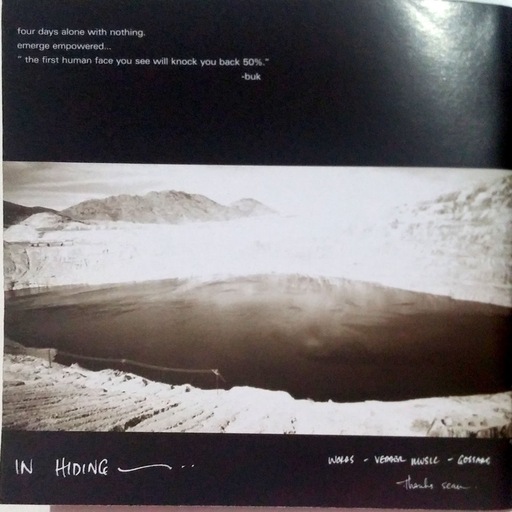 four days alone with nothing.
emerge empowered...
" the first human face you see will knock you back 50%."
-buk
IN HIDING
WORDS - VEDDER MUSIC - GOSSARD
Thanks sean.